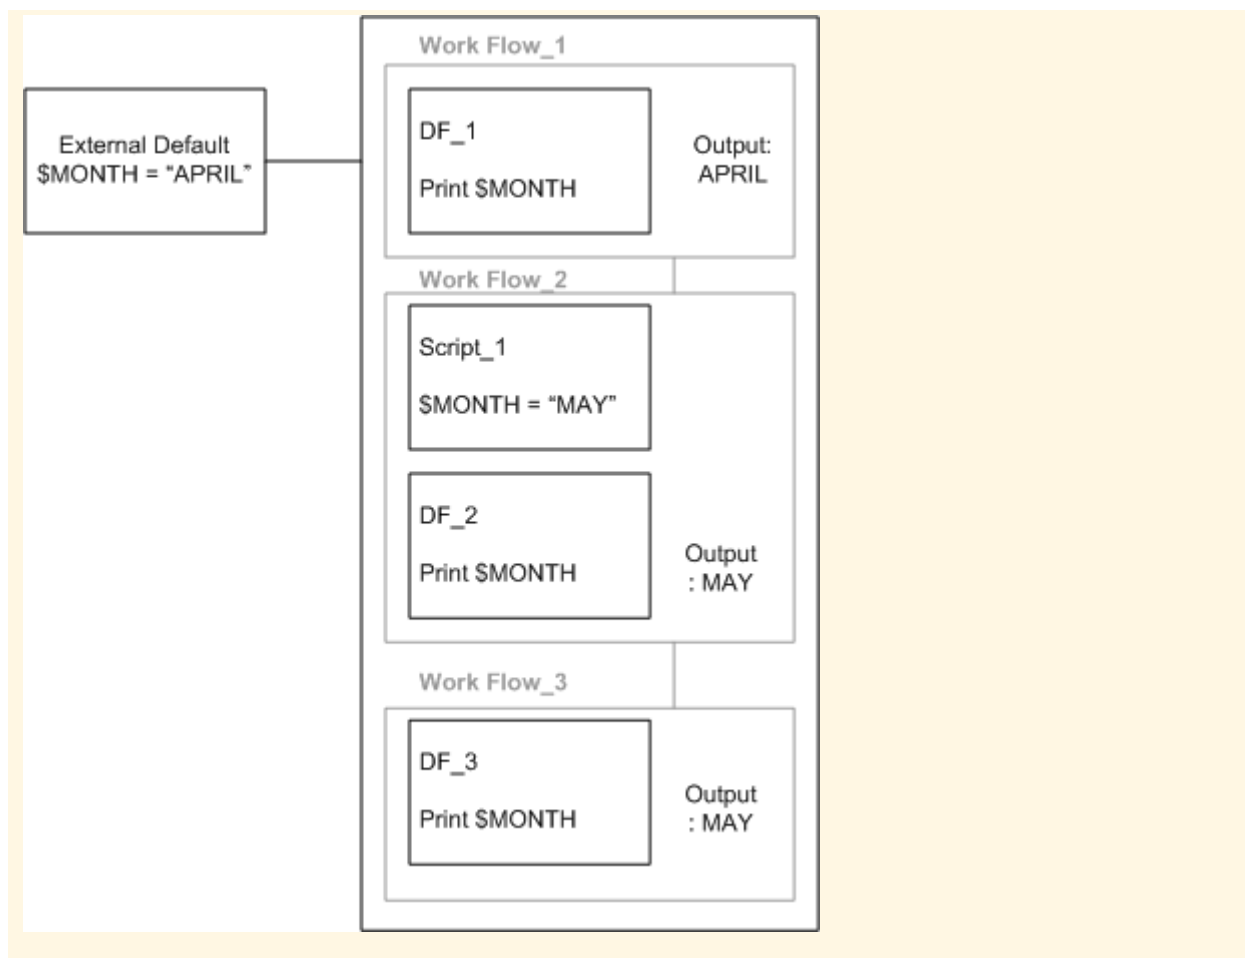 Work Flow_1
External Default
$MONTH = “APRIL”
DF_1
Print $MONTH
Output:
APRIL
Work Flow_2
Script_1
$MONTH = “MAY”
DF_2
Print $MONTH
Output
: MAY
Work Flow_3
DF_3
Print $MONTH
Output
: MAY